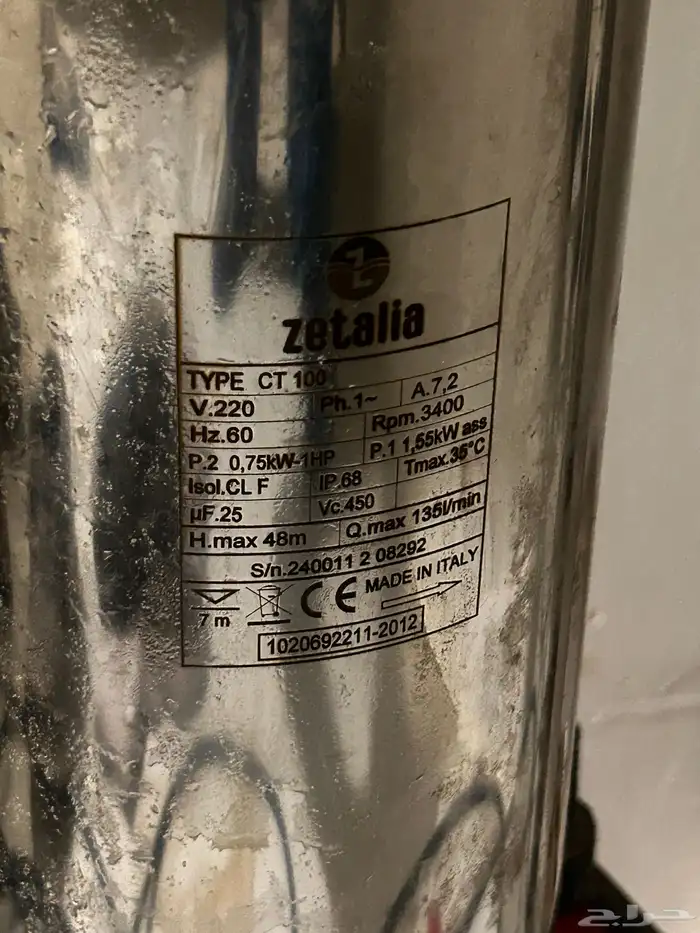 zetalia
TYPE CT 100
V.220 Ph.1~ A.7,2
Hz.60 Rpm.3400
P.2 0,75kW-1HP P.1 1,55kW ass
Isol.CL F IP.68 Tmax.35°C
µF.25 Vc.450
H.max 48m Q.max 135l/min
S/n.240011 2 08292
7 m CE MADE IN ITALY
1020692211-2012
حراج